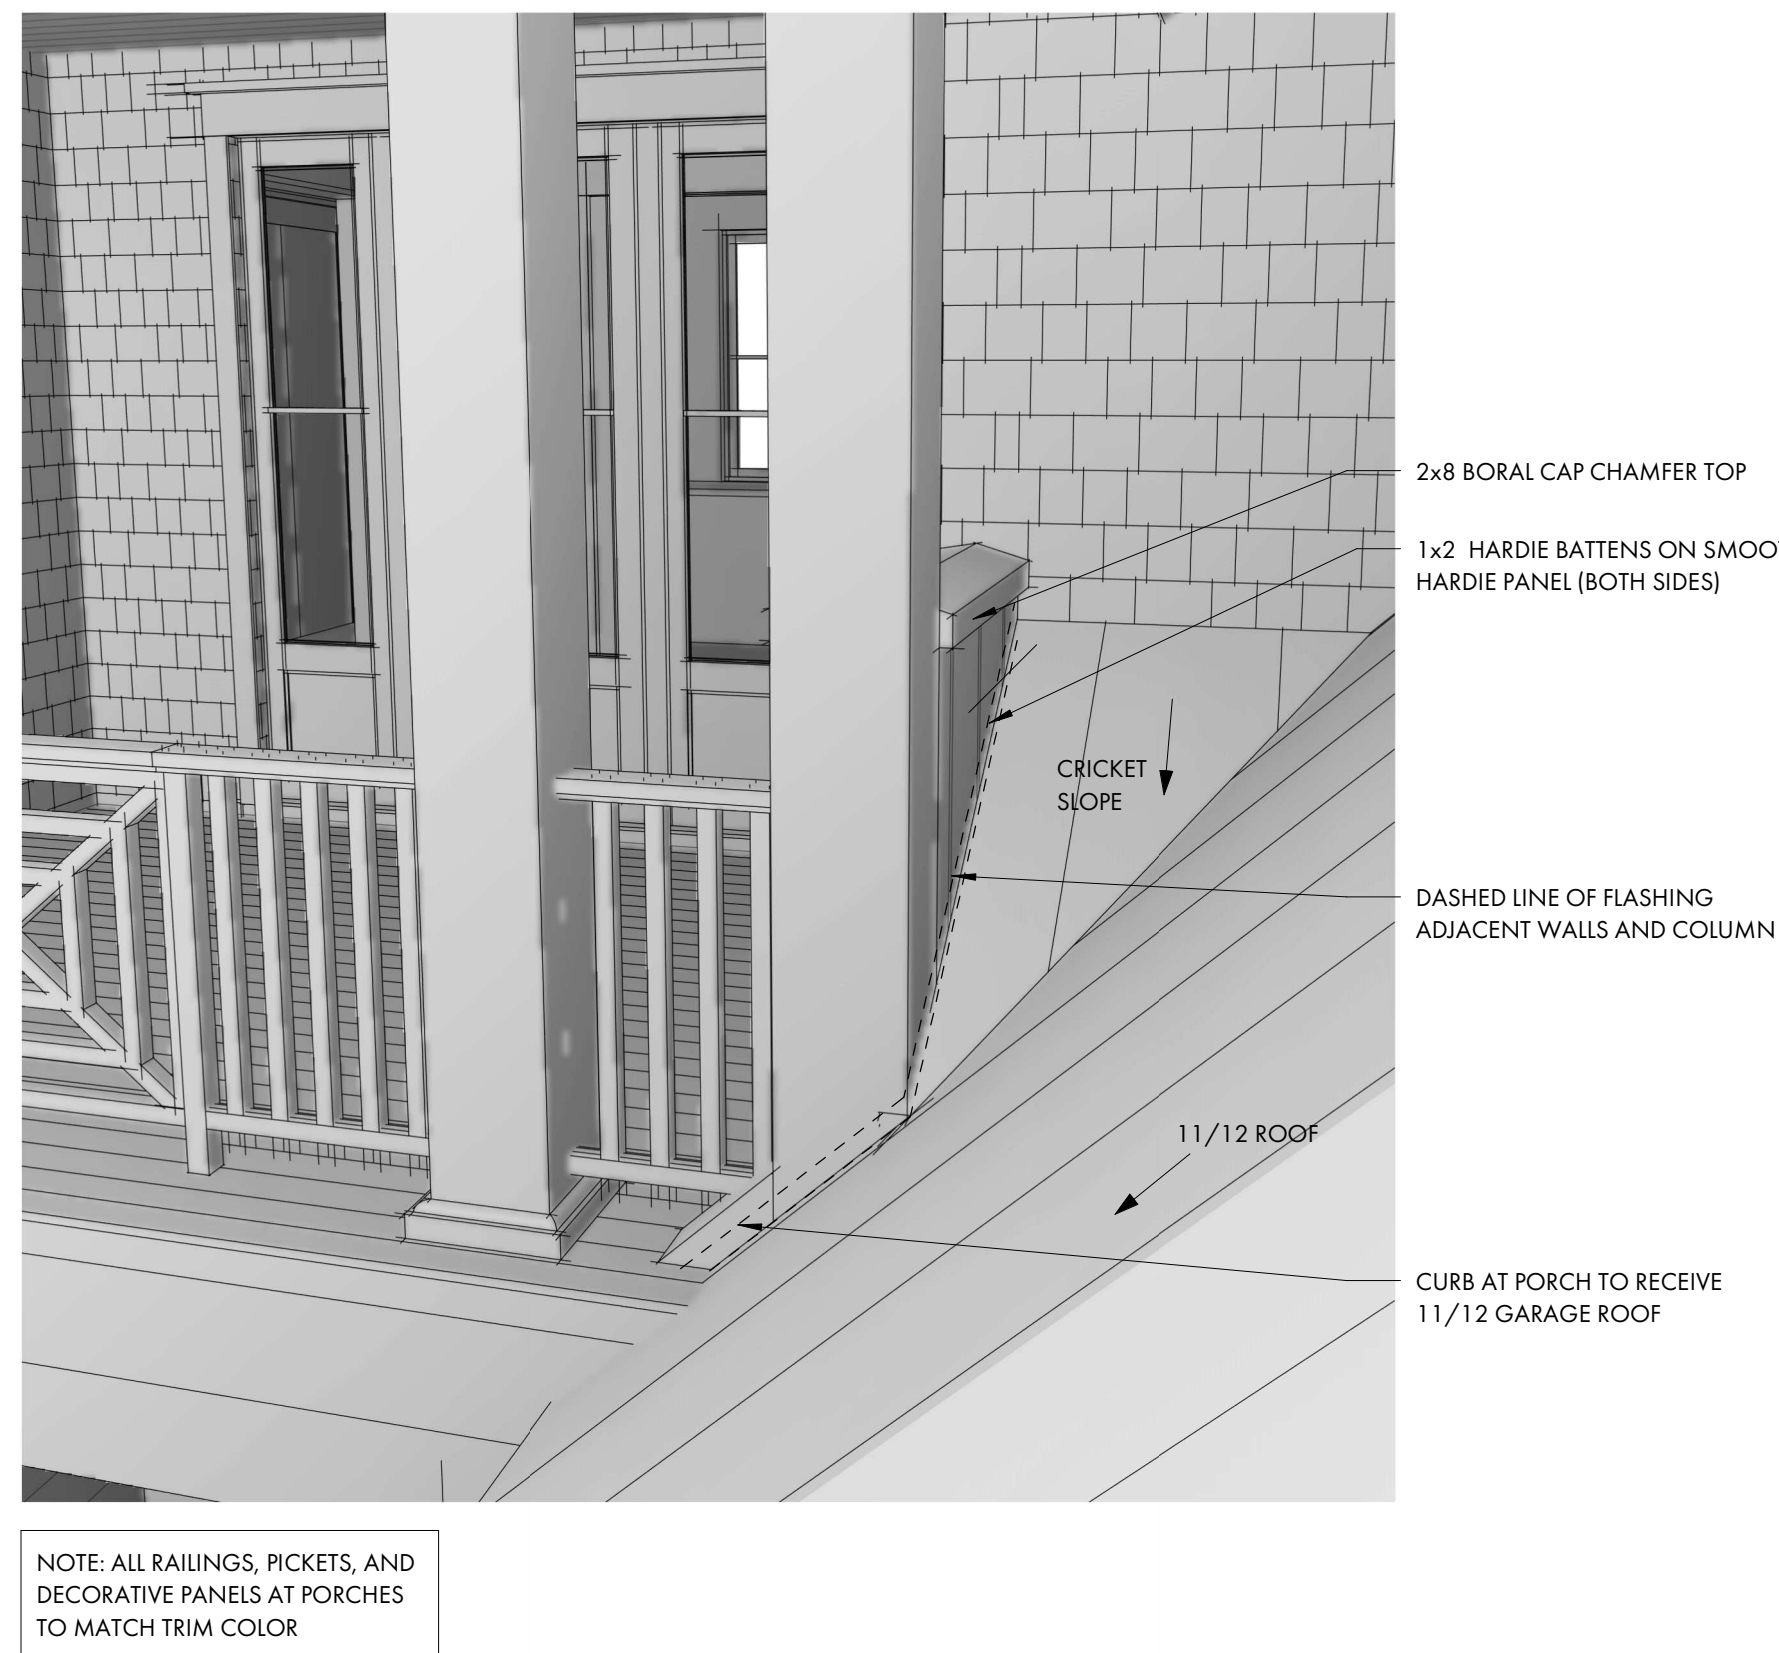 2x8 BORAL CAP CHAMFER TOP
1x2 HARDIE BATTENS ON
HARDIE PANEL (BOTH SIDES)
CRICKET
SLOPE
DASHED LINE OF FLASHING
ADJACENT WALLS AND COLUMN
11/12 ROOF
CURB AT PORCH TO RECEIVE
11/12 GARAGE ROOF
NOTE: ALL RAILINGS, PICKETS, AND
DECORATIVE PANELS AT PORCHES
TO MATCH TRIM COLOR